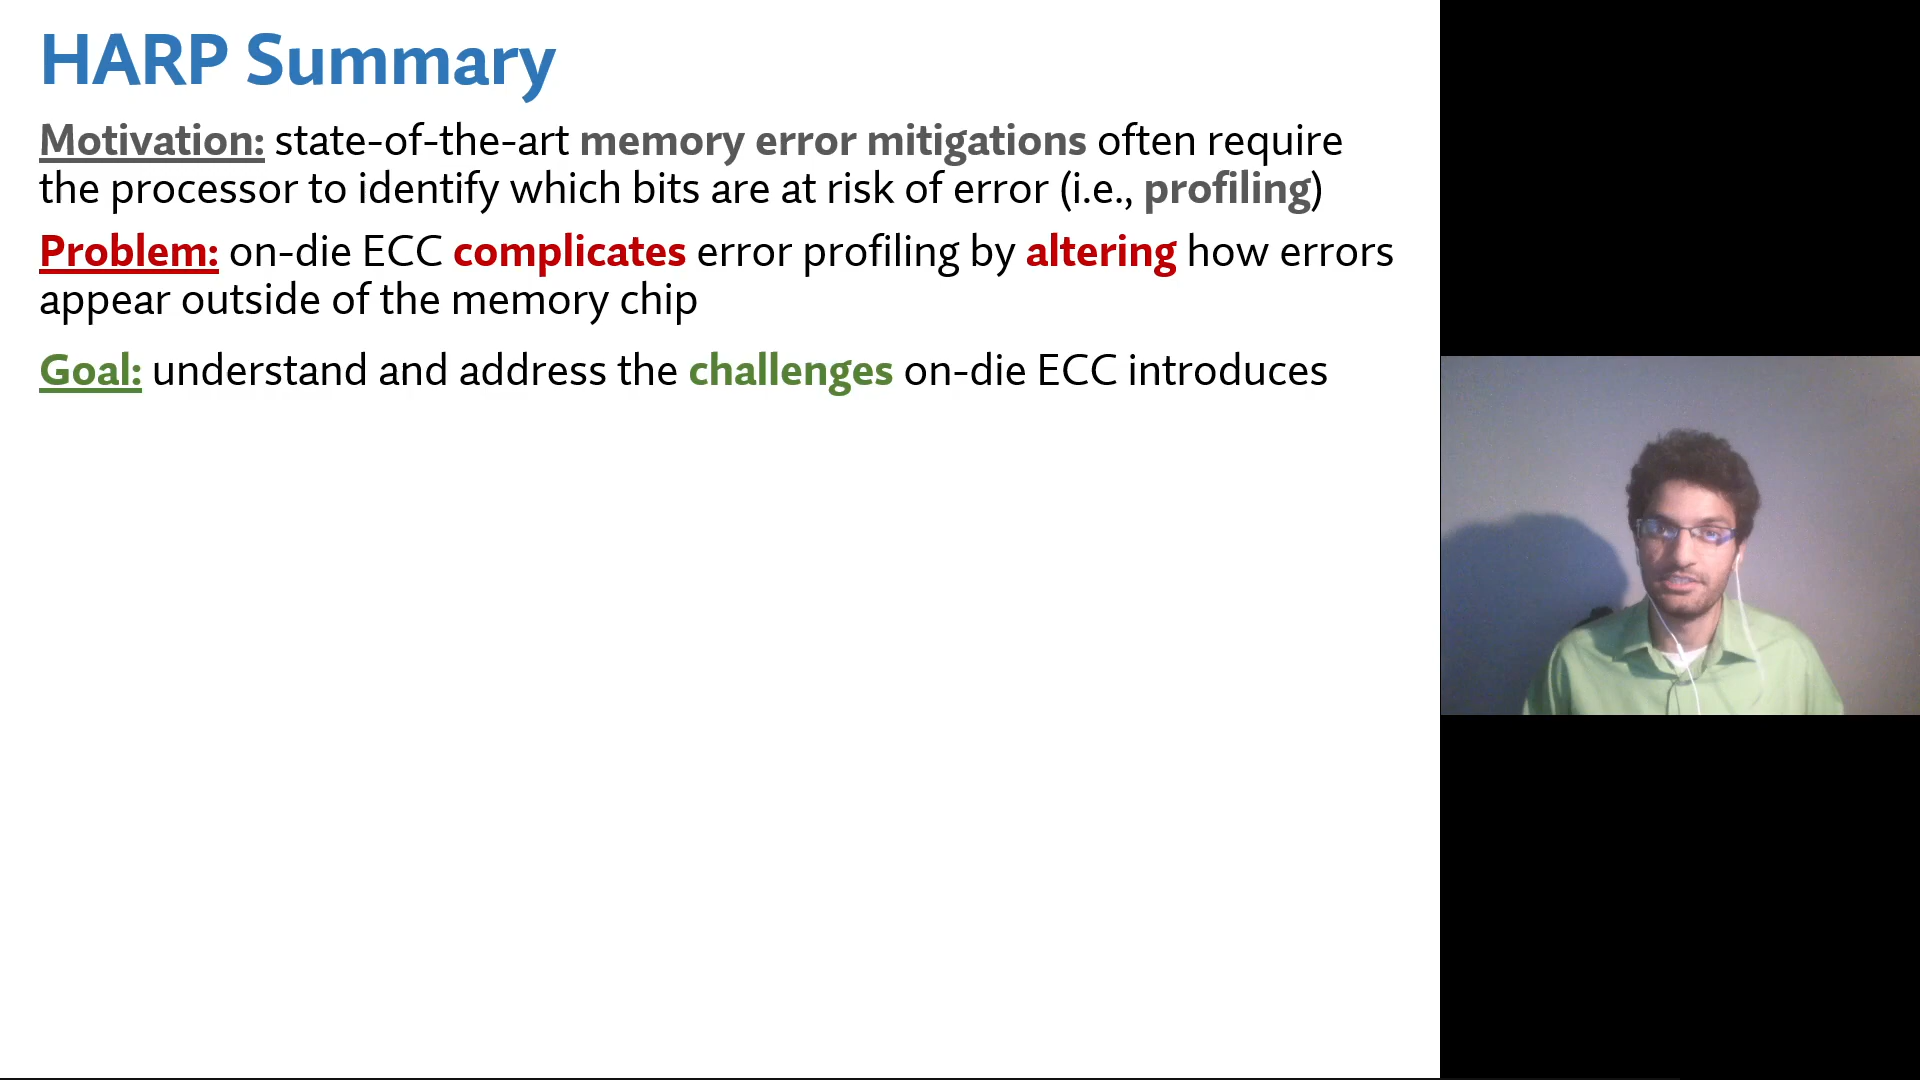 HARP Summary
Motivation: state-of-the-art memory error mitigations often require
the processor to identify which bits are at risk of error (i.e., profiling)
Problem: on-die ECC complicates error profiling by altering how errors
appear outside of the memory chip
Goal: understand and address the challenges on-die ECC introduces